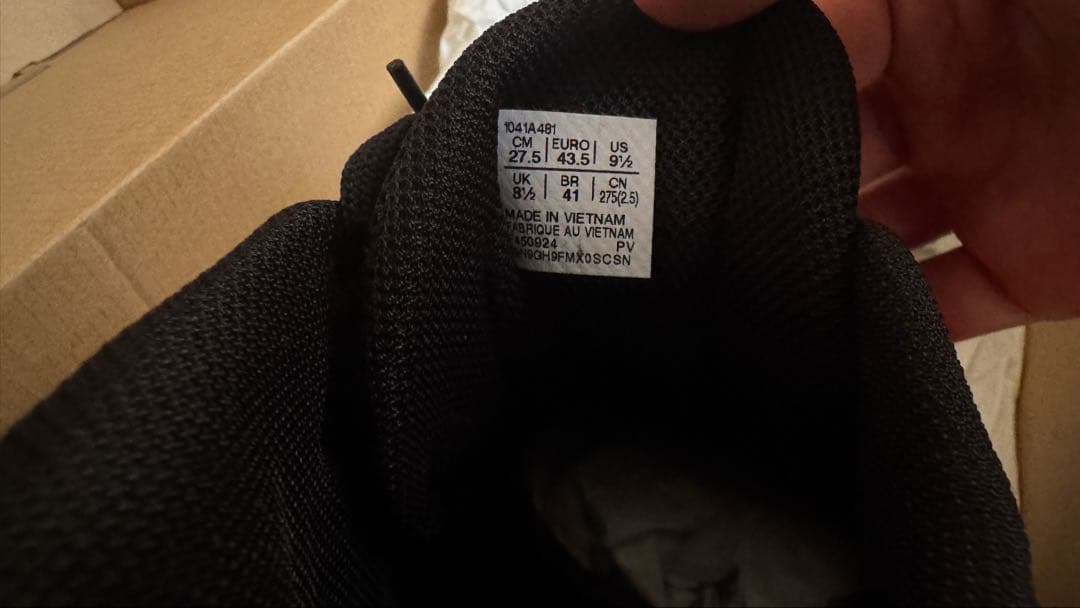 1041A481
CM EURO US
27.5 43.5 9½
UK BR CN
8½ 41 275(2.5)
MADE IN VIETNAM
FABRIQUE AU VIETNAM
450924 PV